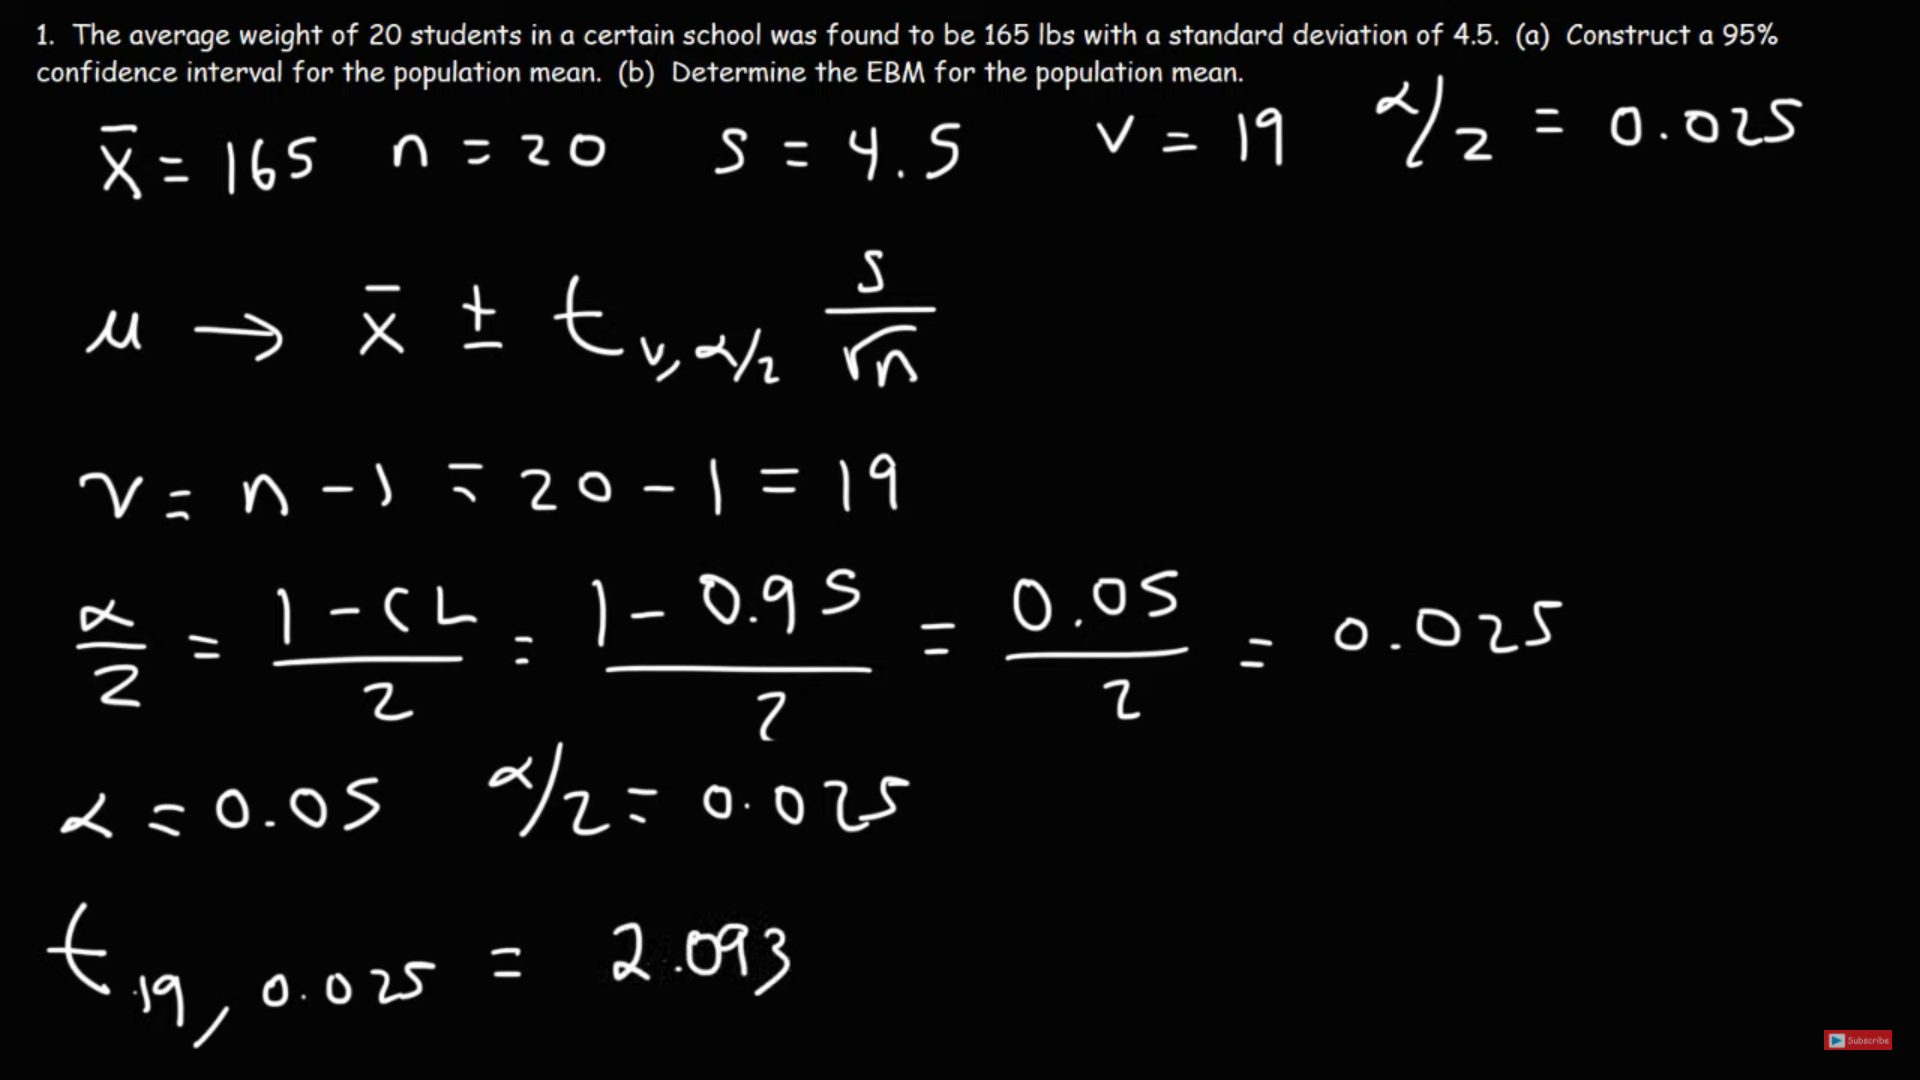 1. The average weight of 20 students in a certain school was found to be 165 lbs with a standard deviation of 4.5. (a) Construct a 95%
confidence interval for the population mean. (b) Determine the EBM for the population mean.
x̄ = 165 n = 20 S = 4.5 v = 19 α/2 = 0.025
μ → x̄ ± t_{v, α/2} s/√n
v = n - 1 = 20 - 1 = 19
α/2 = (1 - CL)/2 = (1 - 0.95)/2 = 0.05/2 = 0.025
α = 0.05 α/2 = 0.025
t_{19, 0.025} = 2.093
Subscribe